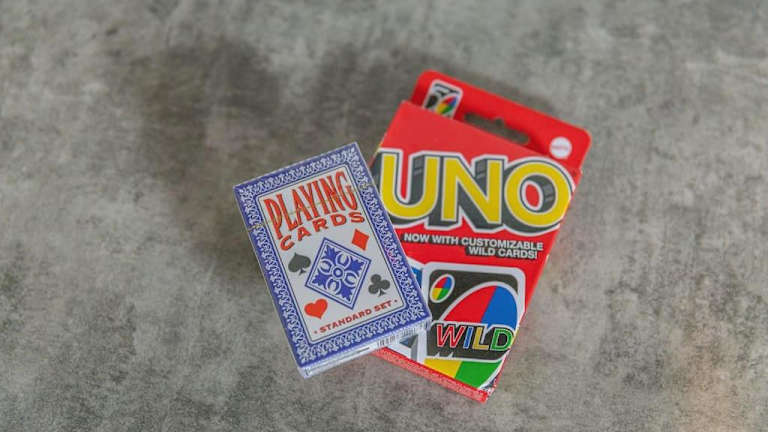 PLAYING
CARDS
STANDARD SET
UNO
NOW WITH CUSTOMIZABLE
WILD CARDS!
WILD